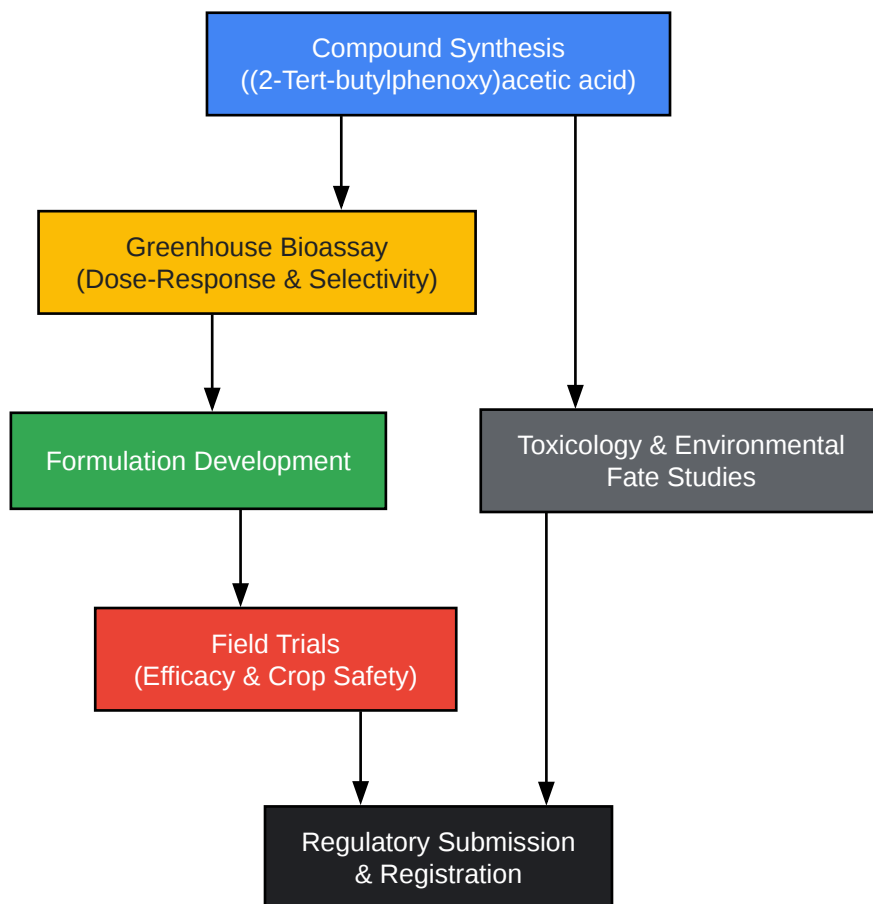 Compound Synthesis
((2-Tert-butylphenoxy)acetic acid)
Greenhouse Bioassay
(Dose-Response & Selectivity)
Formulation Development
Toxicology & Environmental
Fate Studies
Field Trials
(Efficacy & Crop Safety)
Regulatory Submission
& Registration